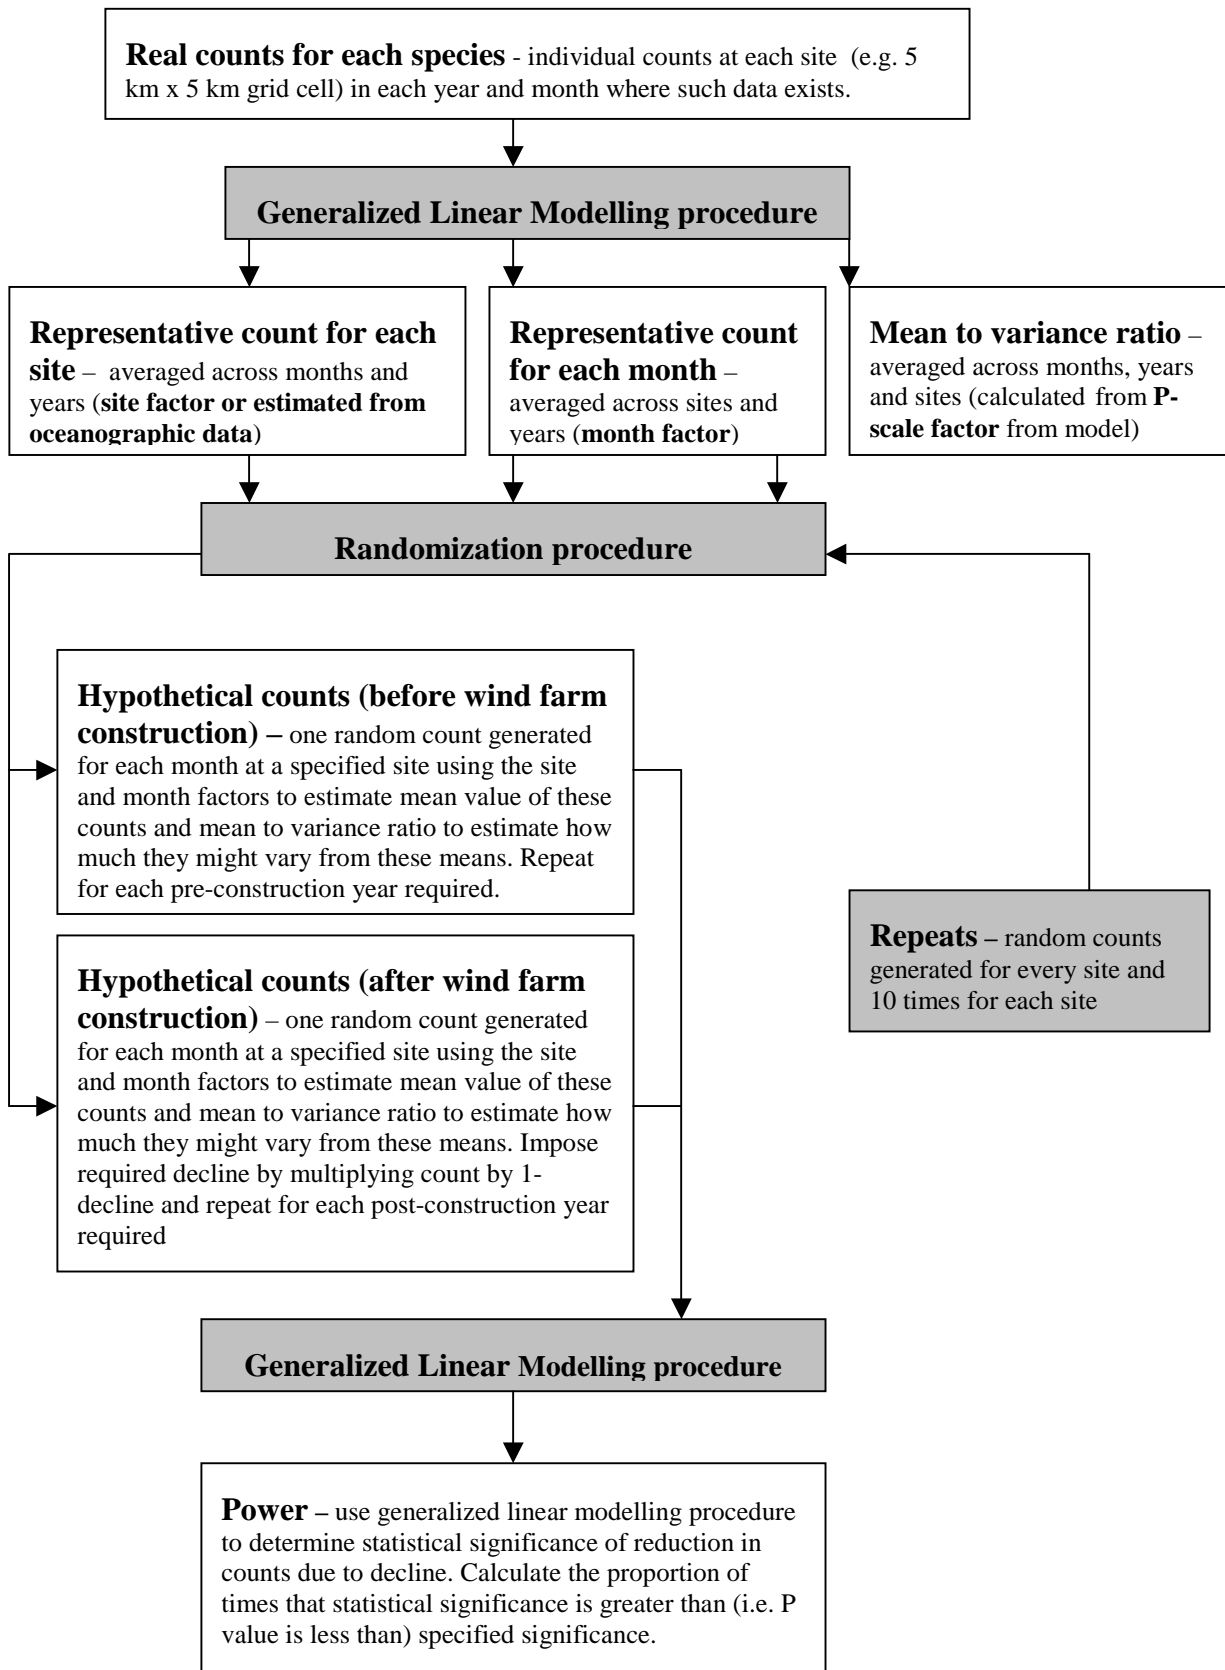 Real counts for each species - individual counts at each site (e.g. 5
km x 5 km grid cell) in each year and month where such data exists.
Generalized Linear Modelling procedure
Representative count for each
site – averaged across months and
years (site factor or estimated from
oceanographic data)
Representative count
for each month –
averaged across sites and
years (month factor)
Mean to variance ratio –
averaged across months, years
and sites (calculated from P-
scale factor from model)
Randomization procedure
Hypothetical counts (before wind farm
construction) – one random count generated
for each month at a specified site using the site
and month factors to estimate mean value of these
counts and mean to variance ratio to estimate how
much they might vary from these means. Repeat
for each pre-construction year required.
Repeats – random counts
generated for every site and
10 times for each site
Hypothetical counts (after wind farm
construction) – one random count generated
for each month at a specified site using the site
and month factors to estimate mean value of these
counts and mean to variance ratio to estimate how
much they might vary from these means. Impose
required decline by multiplying count by 1-
decline and repeat for each post-construction year
required
Generalized Linear Modelling procedure
Power – use generalized linear modelling procedure
to determine statistical significance of reduction in
counts due to decline. Calculate the proportion of
times that statistical significance is greater than (i.e. P
value is less than) specified significance.